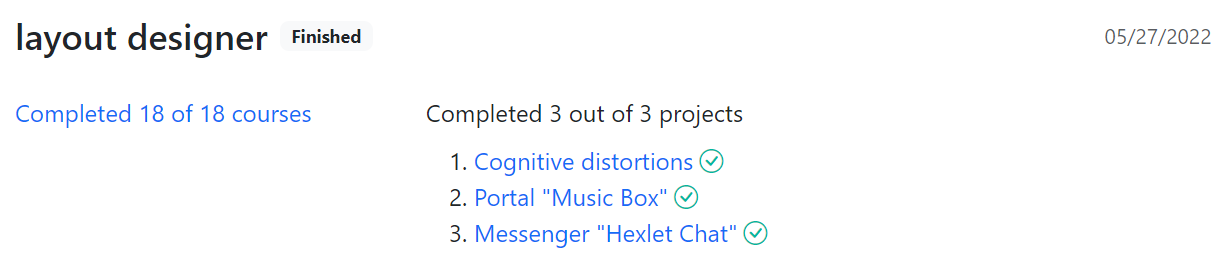 layout designer Finished 05/27/2022
Completed 18 of 18 courses
Completed 3 out of 3 projects
1. Cognitive distortions
2. Portal "Music Box"
3. Messenger "Hexlet Chat"